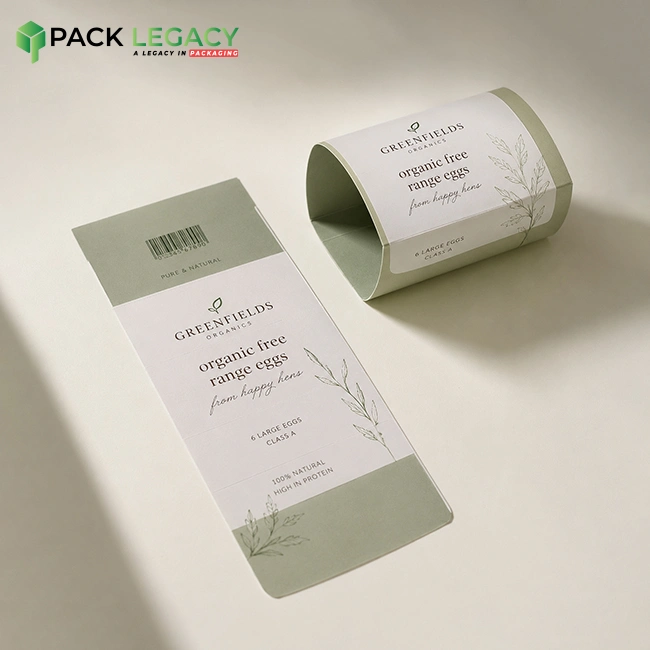 PACK LEGACY
A LEGACY IN PACKAGING
GREENFIELDS
ORGANICS
organic free
range eggs
from happy hens
6 LARGE EGGS
CLASS A
PURE & NATURAL
GREENFIELDS
ORGANICS
organic free
range eggs
from happy hens
6 LARGE EGGS
CLASS A
100% NATURAL
HIGH IN PROTEIN